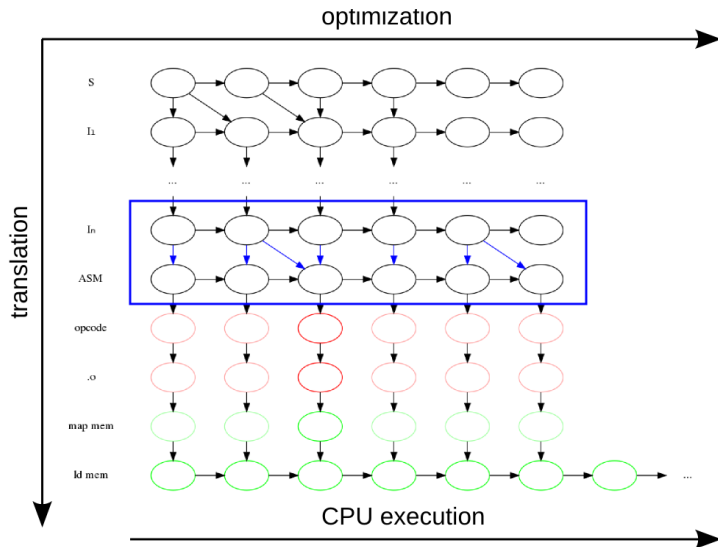 optimization
translation
S
I₁
... ... ... ... ... ...
Iₙ
ASM
opcode
.o
map mem
ld mem
...
CPU execution